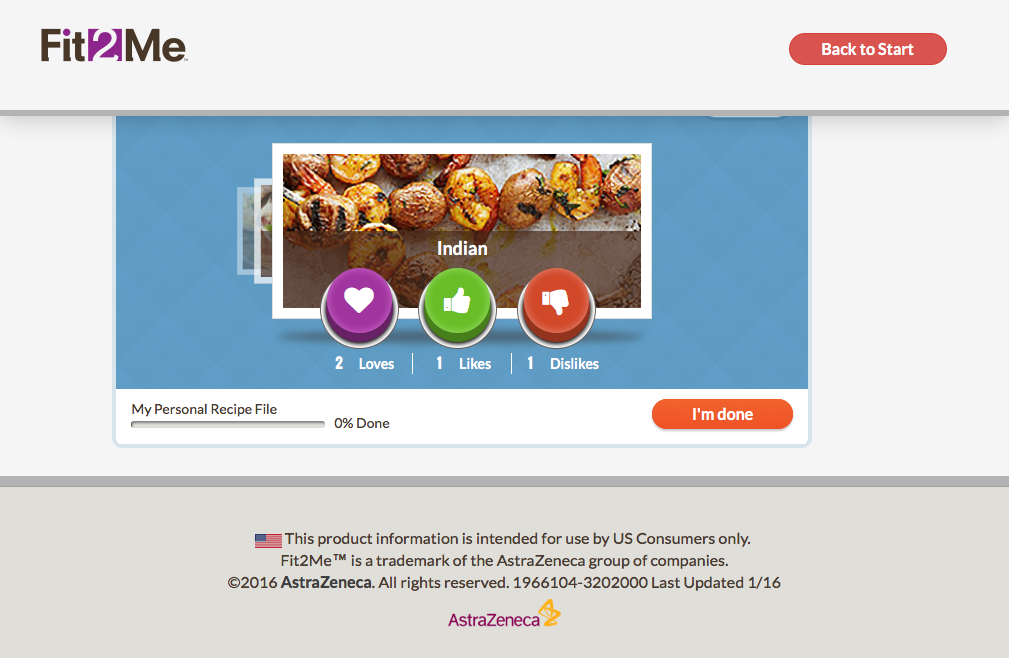 Fit2Me
Back to Start
Indian
2 Loves
1 Likes
1 Dislikes
My Personal Recipe File
0% Done
I'm done
This product information is intended for use by US Consumers only.
Fit2Me™ is a trademark of the AstraZeneca group of companies.
©2016 AstraZeneca. All rights reserved. 1966104-3202000 Last Updated 1/16
AstraZeneca